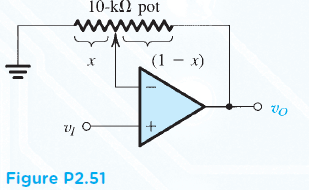 10-kΩ pot
x
(1 − x)
−
v_O
v_I
+
Figure P2.51